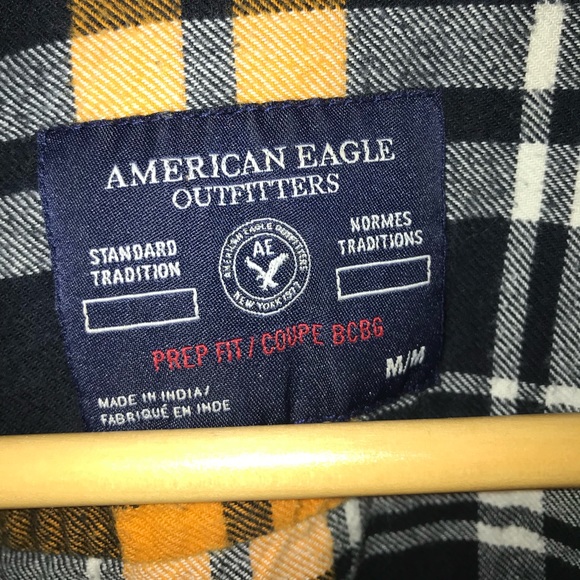 AMERICAN EAGLE
OUTFITTERS
STANDARD
TRADITION
AMERICAN EAGLE OUTFITTERS
AE
NEW YORK 1977
NORMES
TRADITIONS
PREP FIT / COUPE BCBG
M/M
MADE IN INDIA/
FABRIQUÉ EN INDE